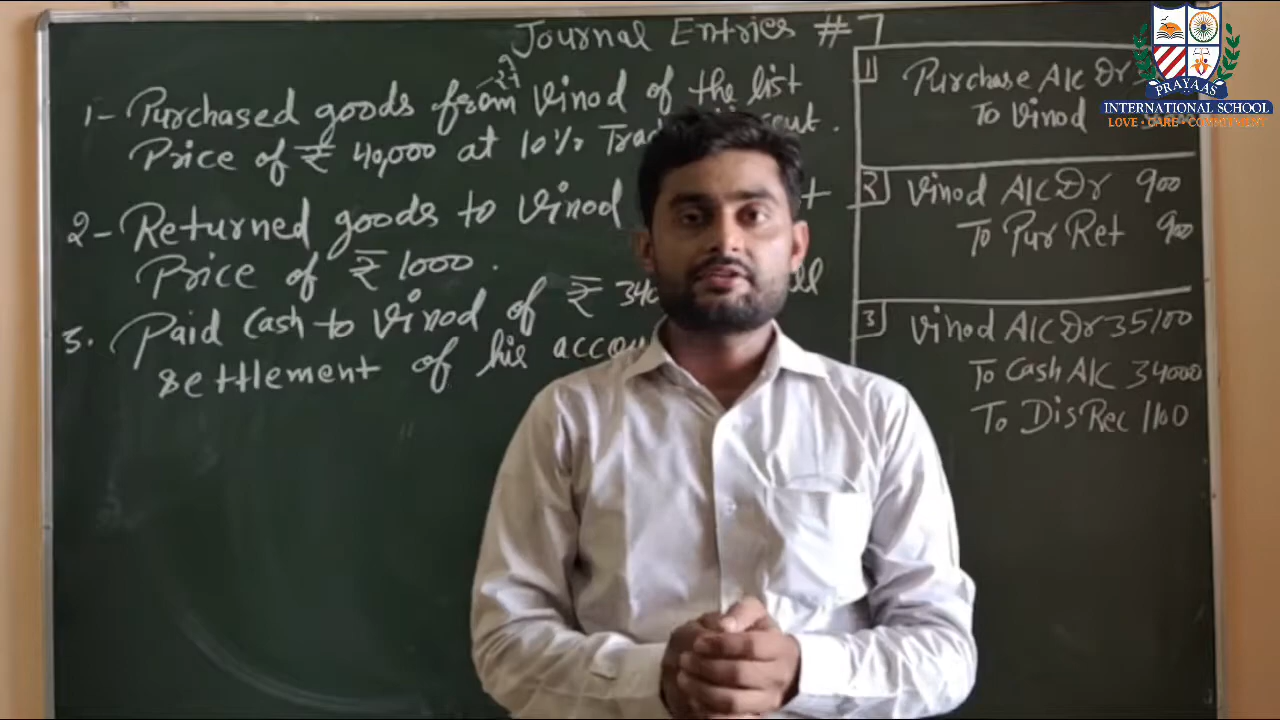 Journal Entries #7
1- Purchased goods from Vinod of the list
Price of ₹ 40,000 at 10%
2- Returned goods to Vinod
Price of ₹ 1000.
3. Paid Cash to Vinod of ₹
settlement of his
1) Purchase A/C Dr
To Vinod
2) Vinod A/C Dr 900
To Pur Ret 900
3) Vinod A/C Dr 35100
To Cash A/C 34000
To Dis Rec 1100
PRAYAAS
INTERNATIONAL SCHOOL
LOVE • CARE • COMMITMENT